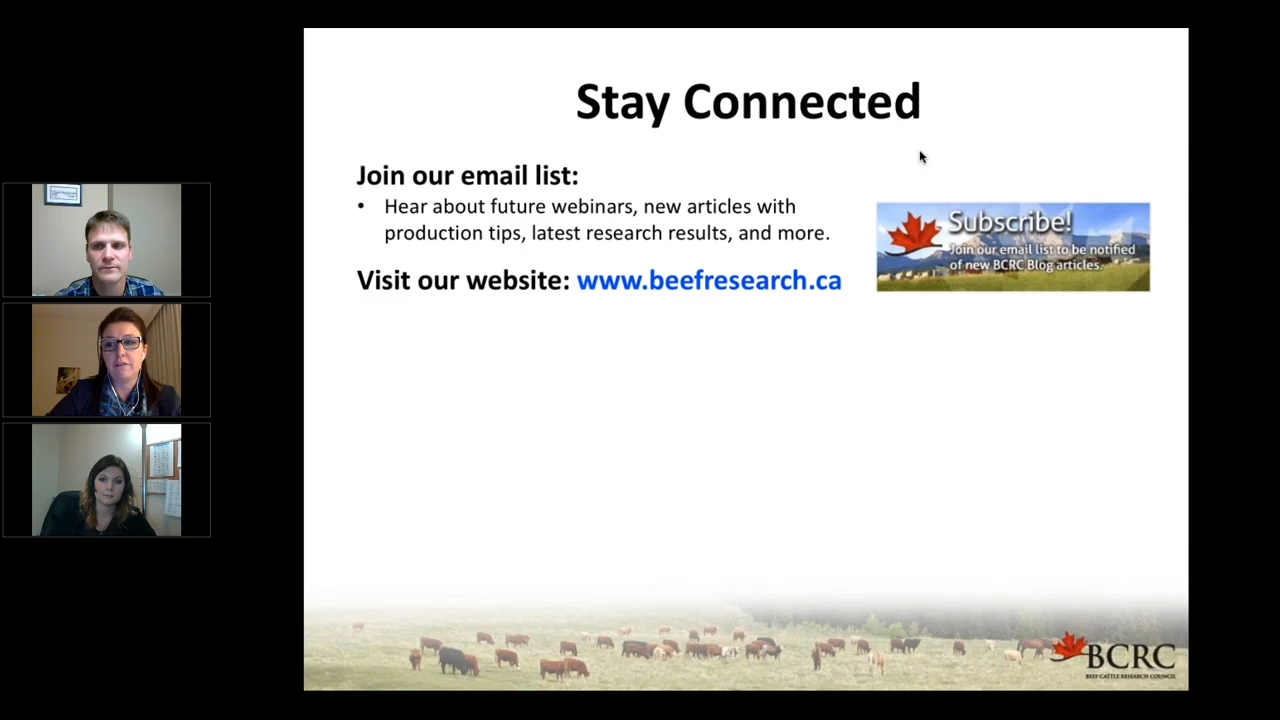 Stay Connected
Join our email list:
• Hear about future webinars, new articles with
production tips, latest research results, and more.
Visit our website: www.beefresearch.ca
Subscribe!
Join our email list to be notified
of new BCRC Blog articles.
BCRC
BEEF CATTLE RESEARCH COUNCIL